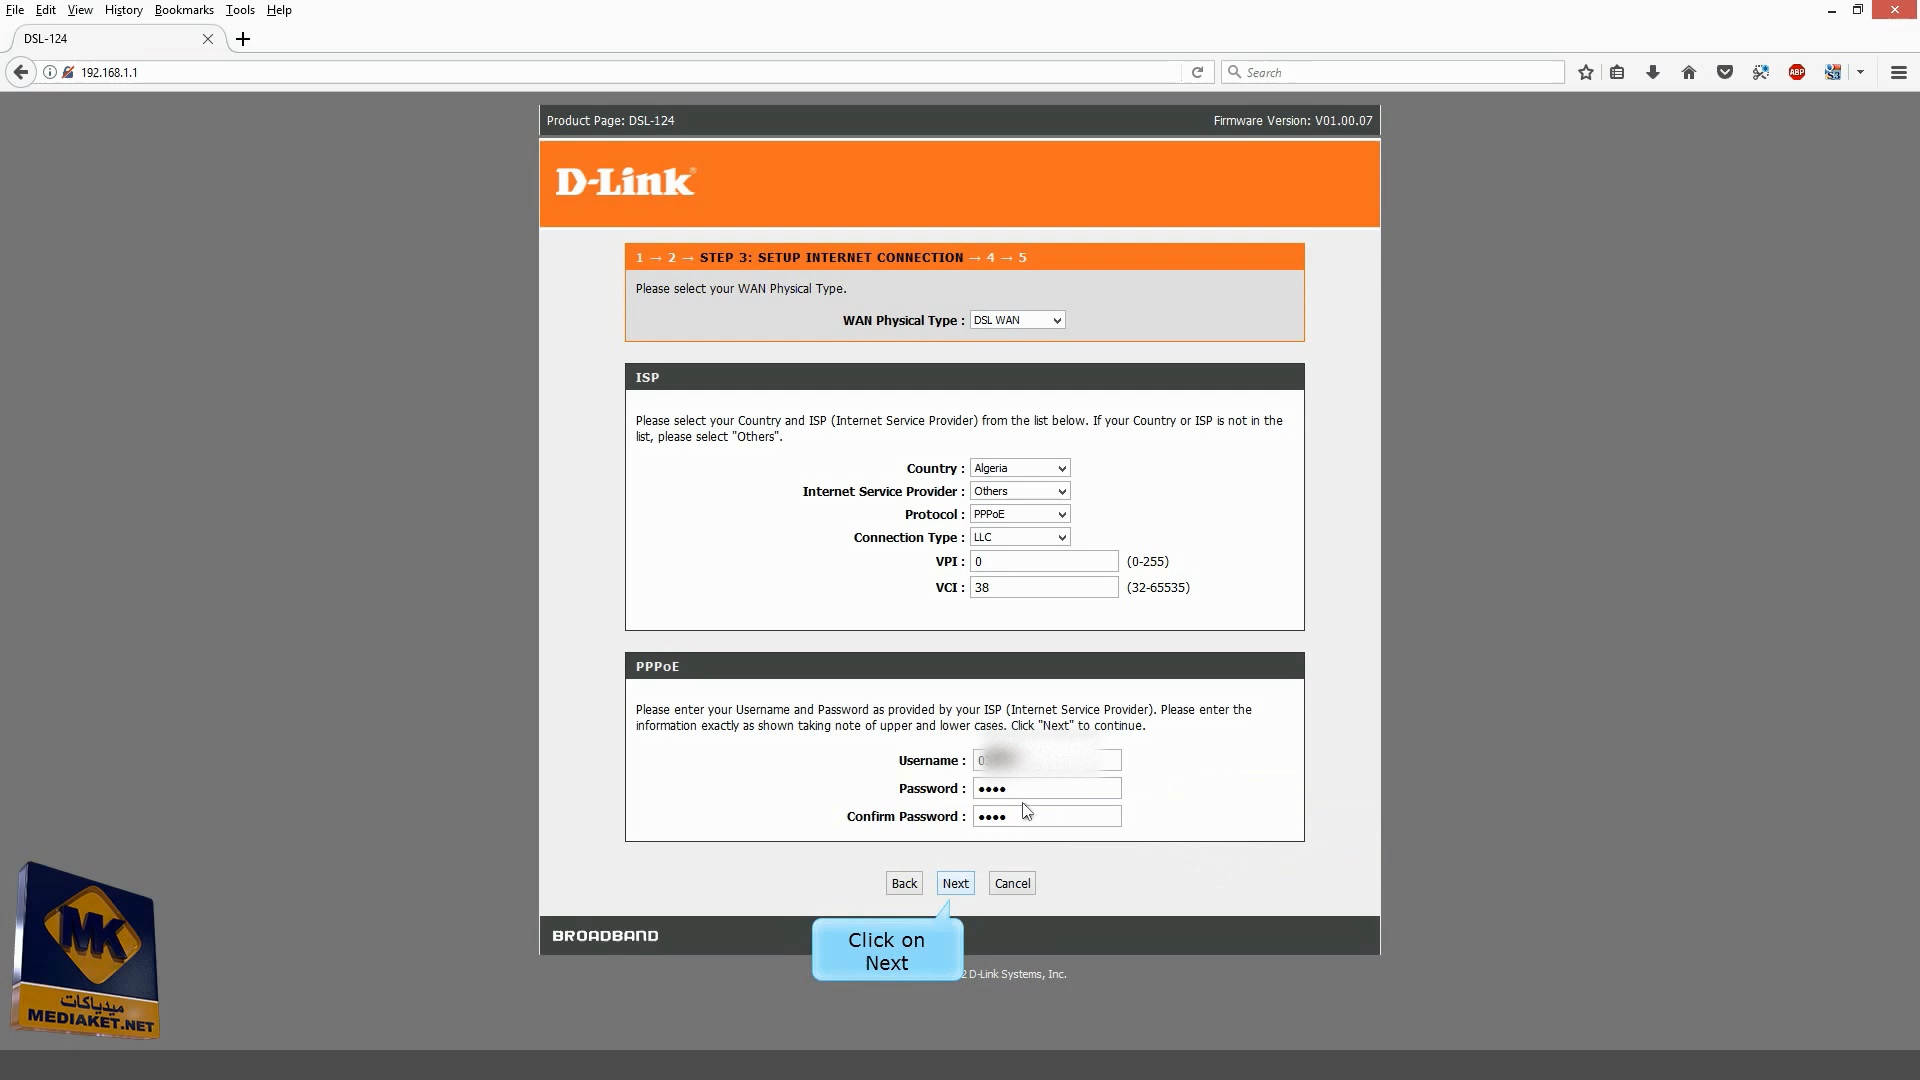 File Edit View History Bookmarks Tools Help
DSL-124
192.168.1.1
Search
ABP
Product Page: DSL-124
Firmware Version: V01.00.07
D-Link®
1 → 2 → STEP 3: SETUP INTERNET CONNECTION → 4 → 5
Please select your WAN Physical Type.
WAN Physical Type : DSL WAN
ISP
Please select your Country and ISP (Internet Service Provider) from the list below. If your Country or ISP is not in the
list, please select "Others".
Country : Algeria
Internet Service Provider : Others
Protocol : PPPoE
Connection Type : LLC
VPI : 0 (0-255)
VCI : 38 (32-65535)
PPPoE
Please enter your Username and Password as provided by your ISP (Internet Service Provider). Please enter the
information exactly as shown taking note of upper and lower cases. Click "Next" to continue.
Username : 0
Password : ••••
Confirm Password : ••••
Back Next Cancel
BROADBAND
Click on
Next
2 D-Link Systems, Inc.
MK
ميدياكات
MEDIAKET.NET